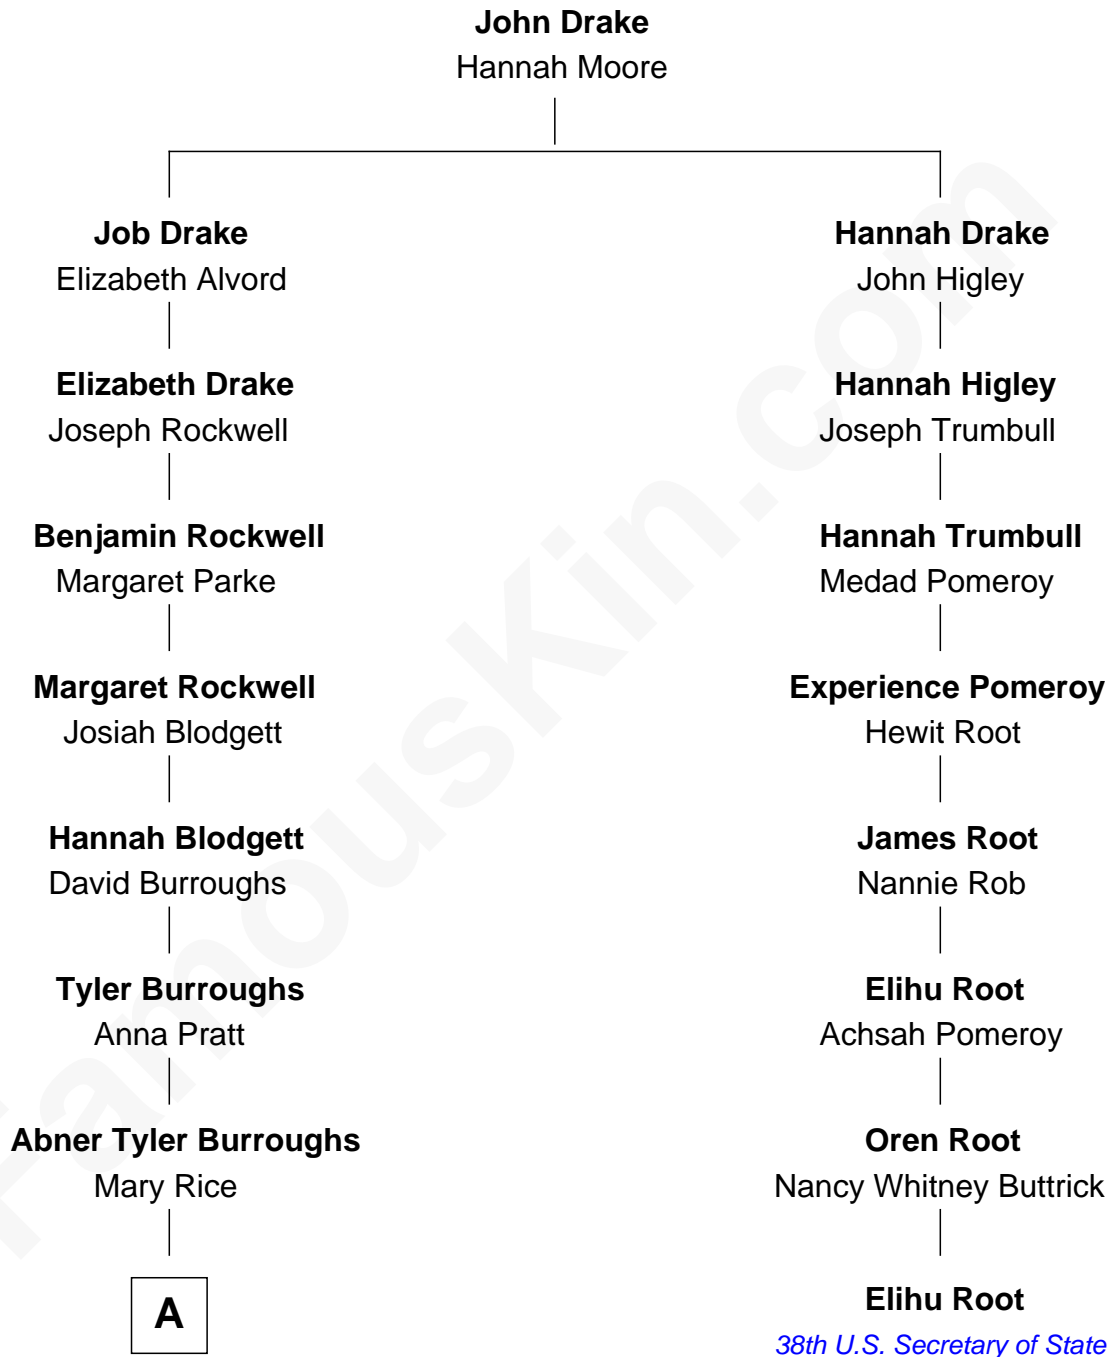 John Drake
Hannah Moore
Job Drake
Elizabeth Alvord
Hannah Drake
John Higley
Elizabeth Drake
Joseph Rockwell
Hannah Higley
Joseph Trumbull
Benjamin Rockwell
Margaret Parke
Hannah Trumbull
Medad Pomeroy
Margaret Rockwell
Josiah Blodgett
Experience Pomeroy
Hewit Root
Hannah Blodgett
David Burroughs
James Root
Nannie Rob
Tyler Burroughs
Anna Pratt
Elihu Root
Achsah Pomeroy
Abner Tyler Burroughs
Mary Rice
Oren Root
Nancy Whitney Buttrick
A
Elihu Root
38th U.S. Secretary of State
FamousKin.com